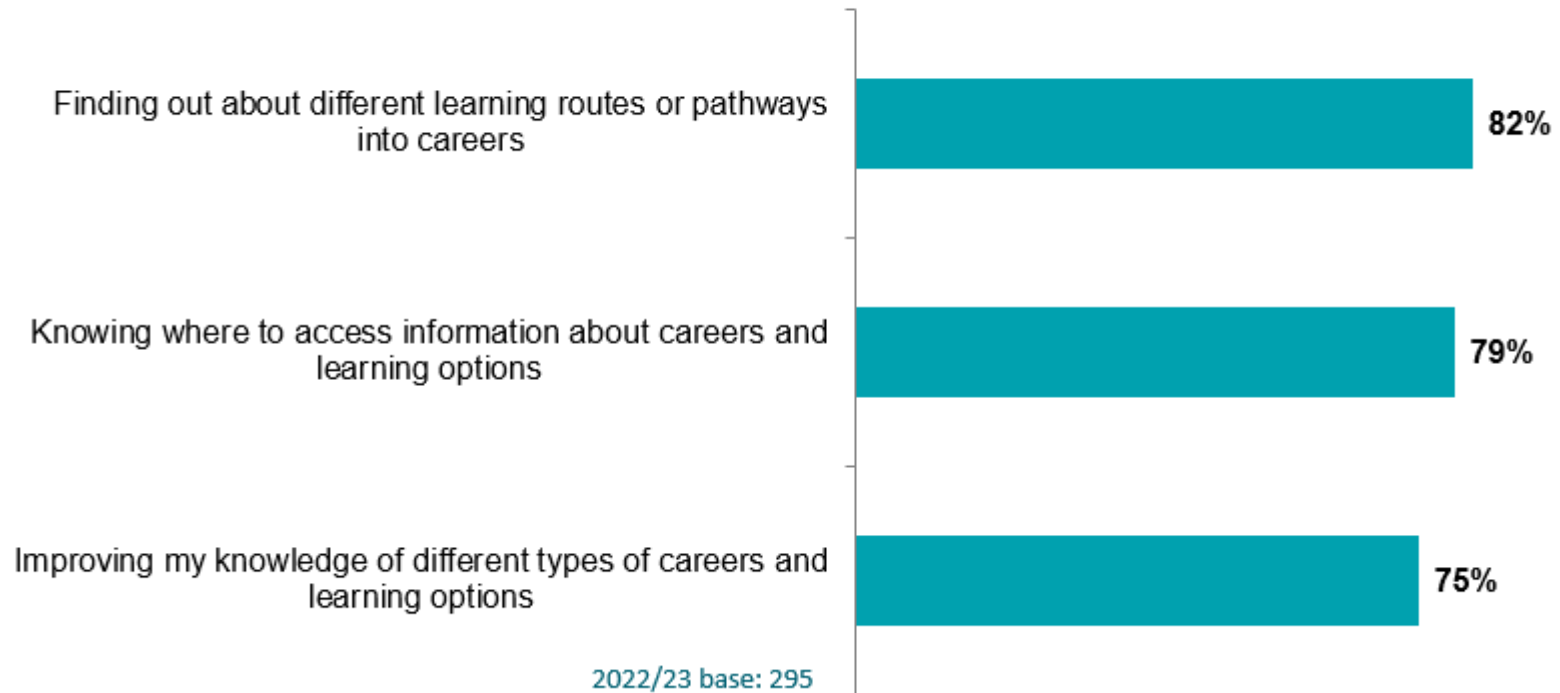 Finding out about different learning routes or pathways
into careers
82%
Knowing where to access information about careers and
learning options
79%
Improving my knowledge of different types of careers and
learning options
75%
2022/23 base: 295